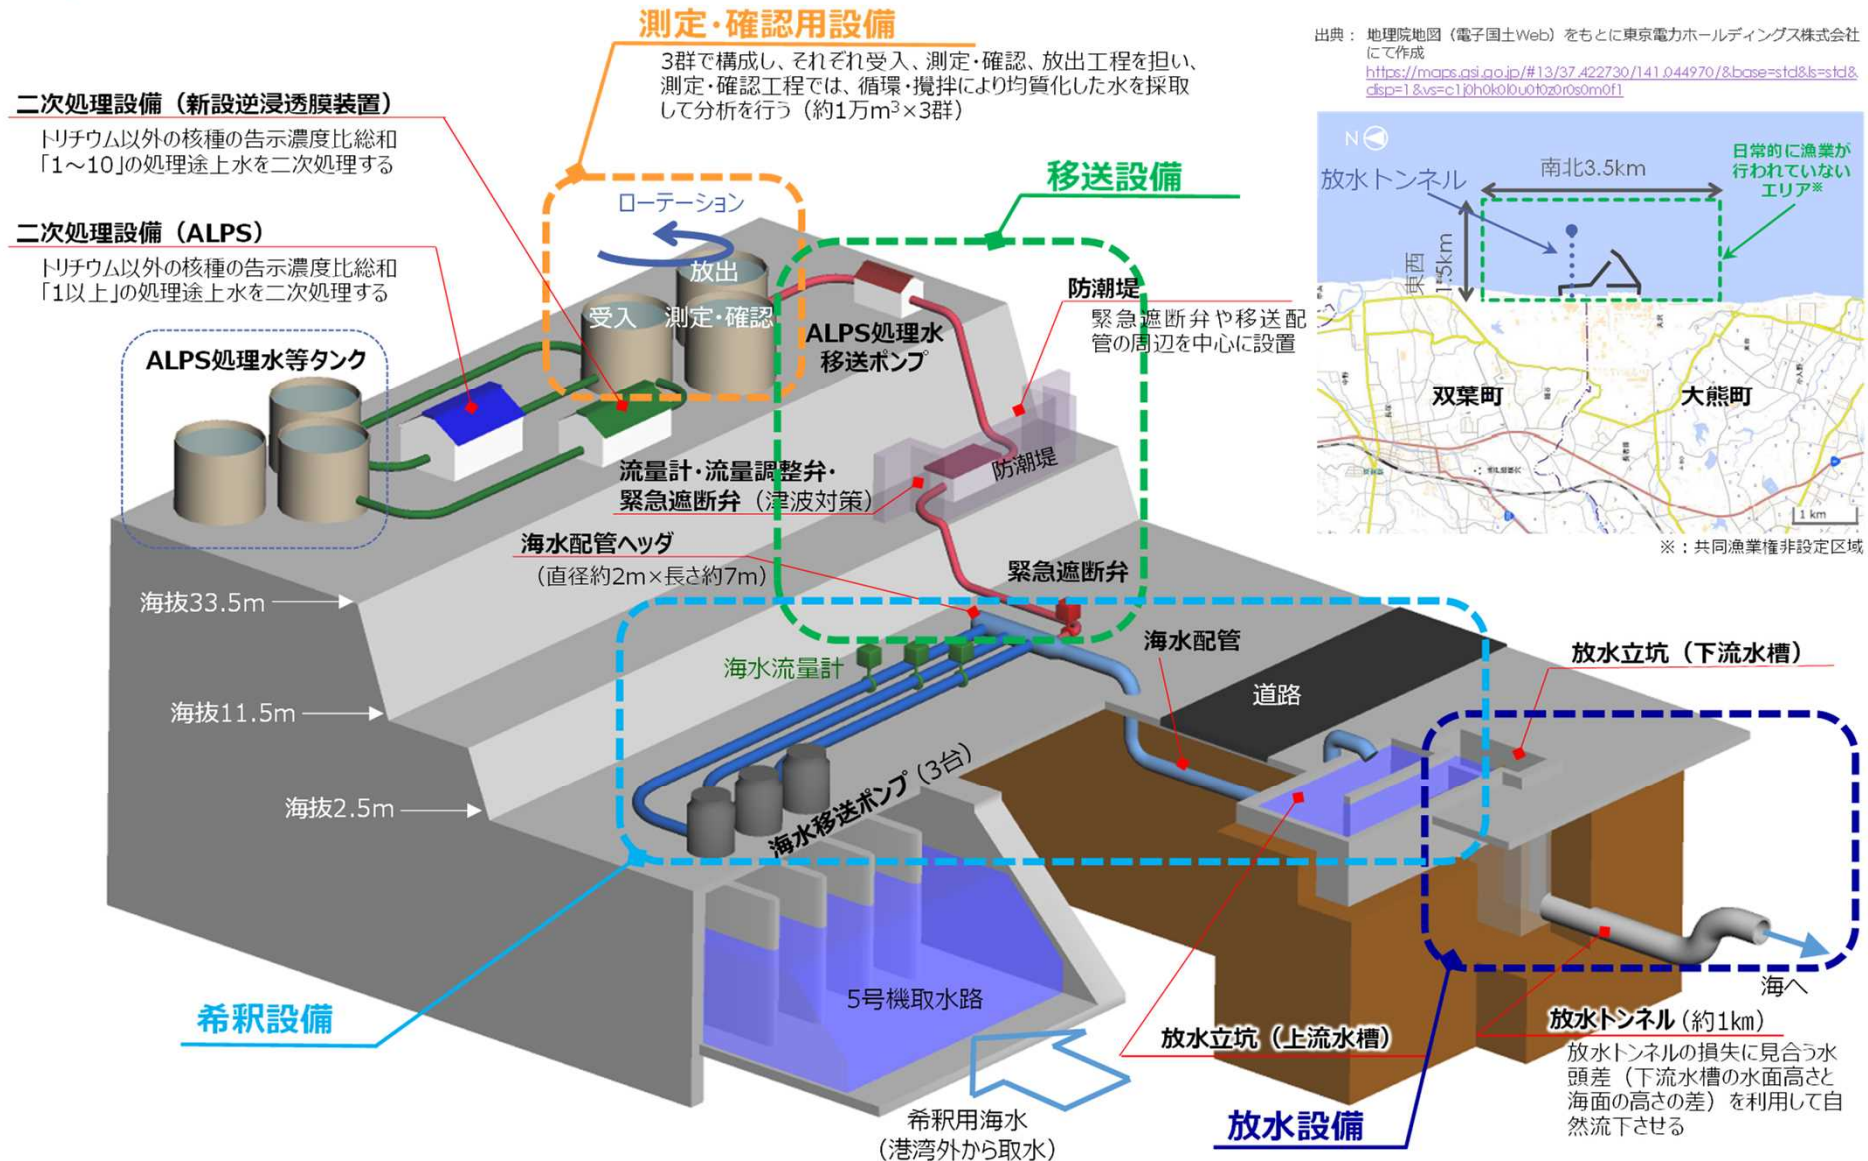 測定・確認用設備
3群で構成し、それぞれ受入、測定・確認、放出工程を担い、
測定・確認工程では、循環・攪拌により均質化した水を採取
して分析を行う（約1万m³×3群）
出典： 地理院地図（電子国土Web）をもとに東京電力ホールディングス株式会社
にて作成
https://maps.gsi.go.jp/#13/37.422730/141.044970/&base=std&ls=std&
disp=1&vs=c1j0h0k0l0u0t0z0r0s0m0f1
二次処理設備（新設逆浸透膜装置）
トリチウム以外の核種の告示濃度比総和
「1～10」の処理途上水を二次処理する
二次処理設備（ALPS）
トリチウム以外の核種の告示濃度比総和
「1以上」の処理途上水を二次処理する
ALPS処理水等タンク
ローテーション
放出
受入
測定・確認
移送設備
ALPS処理水
移送ポンプ
防潮堤
緊急遮断弁や移送配
管の周辺を中心に設置
防潮堤
流量計・流量調整弁・
緊急遮断弁（津波対策）
海水配管ヘッダ
（直径約2m×長さ約7m）
緊急遮断弁
N
放水トンネル
南北3.5km
日常的に漁業が
行われていない
エリア※
東西
1.5km
双葉町
大熊町
1 km
※：共同漁業権非設定区域
海抜33.5m
海抜11.5m
海抜2.5m
海水流量計
海水配管
道路
放水立坑（下流水槽）
海水移送ポンプ（3台）
5号機取水路
希釈設備
希釈用海水
（港湾外から取水）
放水立坑（上流水槽）
放水設備
海へ
放水トンネル（約1km）
放水トンネルの損失に見合う水
頭差（下流水槽の水面高さと
海面の高さの差）を利用して自
然流下させる